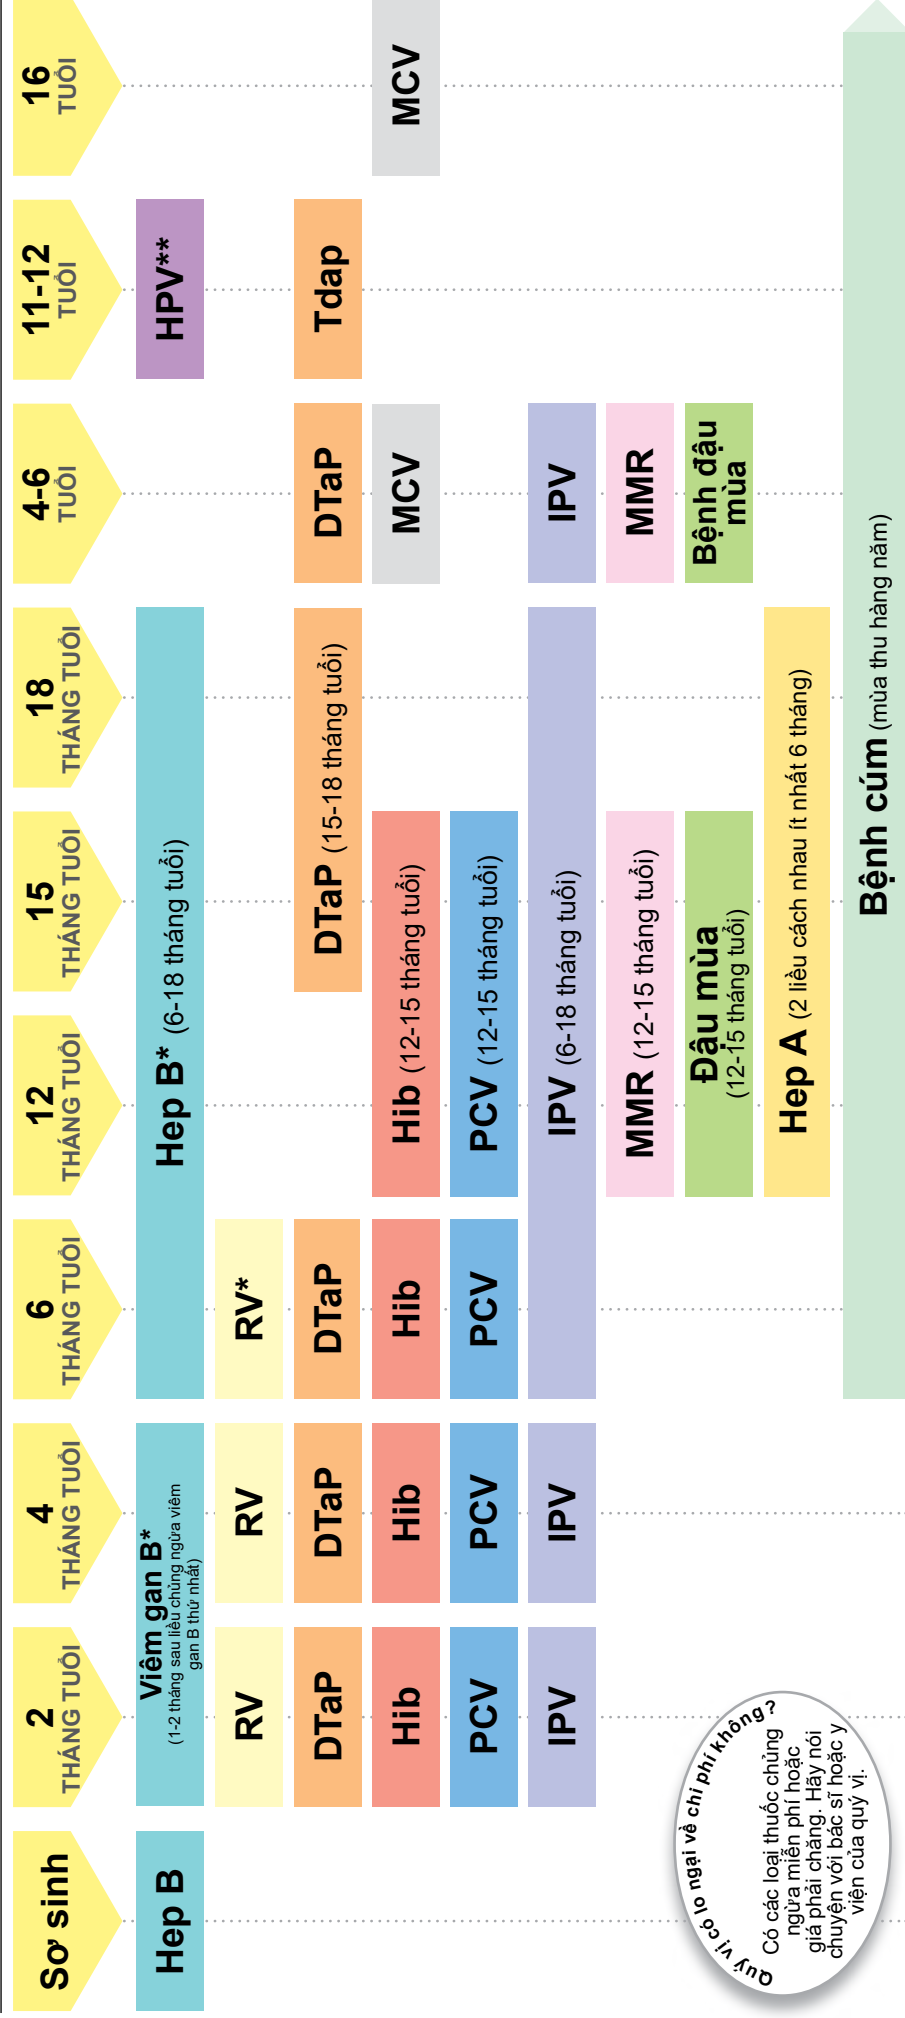 Sơ sinh
2
THÁNG TUỔI
4
THÁNG TUỔI
6
THÁNG TUỔI
12
THÁNG TUỔI
15
THÁNG TUỔI
18
THÁNG TUỔI
4-6
TUỔI
11-12
TUỔI
16
TUỔI
Hep B
Viêm gan B*
(1-2 tháng sau liều chủng ngừa viêm
gan B thứ nhất)
Hep B* (6-18 tháng tuổi)
HPV**
RV
RV
RV*
DTaP
DTaP
DTaP
DTaP (15-18 tháng tuổi)
DTaP
Tdap
Hib
Hib
Hib
Hib (12-15 tháng tuổi)
MCV
MCV
PCV
PCV
PCV
PCV (12-15 tháng tuổi)
IPV
IPV
IPV (6-18 tháng tuổi)
IPV
MMR (12-15 tháng tuổi)
MMR
Đậu mùa
(12-15 tháng tuổi)
Bệnh đậu
mùa
Hep A (2 liều cách nhau ít nhất 6 tháng)
Bệnh cúm (mùa thu hàng năm)
Quý vị có lo ngại về chi phí không?
Có các loại thuốc chủng
ngừa miễn phí hoặc
giá phải chăng. Hãy nói
chuyện với bác sĩ hoặc y
viện của quý vị.